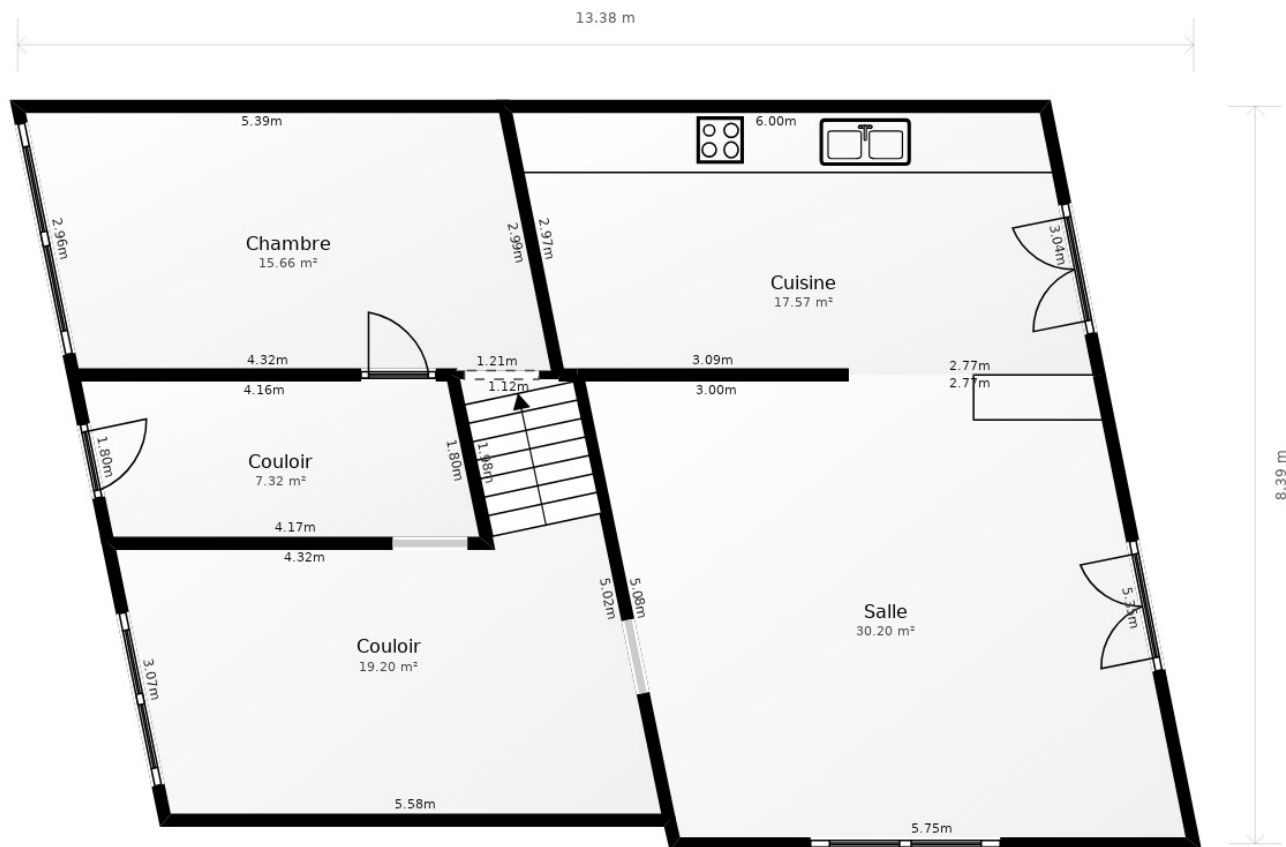 13.38 m
5.39m
6.00m
2.96m
2.99m
2.97m
3.04m
Chambre
15.66 m²
Cuisine
17.57 m²
4.32m
1.21m
3.09m
2.77m
4.16m
1.12m
3.00m
2.77m
1.80m
Couloir
7.32 m²
1.80m
1.98m
8.39 m
4.17m
4.32m
5.02m
5.08m
5.35m
Salle
30.20 m²
Couloir
19.20 m²
3.07m
5.58m
5.75m